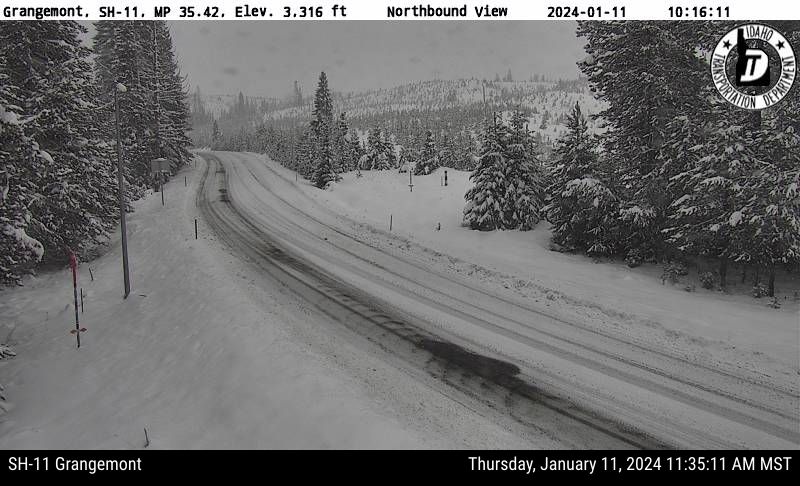 Grangemont, SH-11, MP 35.42, Elev. 3,316 ft Northbound View 2024-01-11 10:16:11
IDAHO
TRANSPORTATION DEPARTMENT
SH-11 Grangemont Thursday, January 11, 2024 11:35:11 AM MST